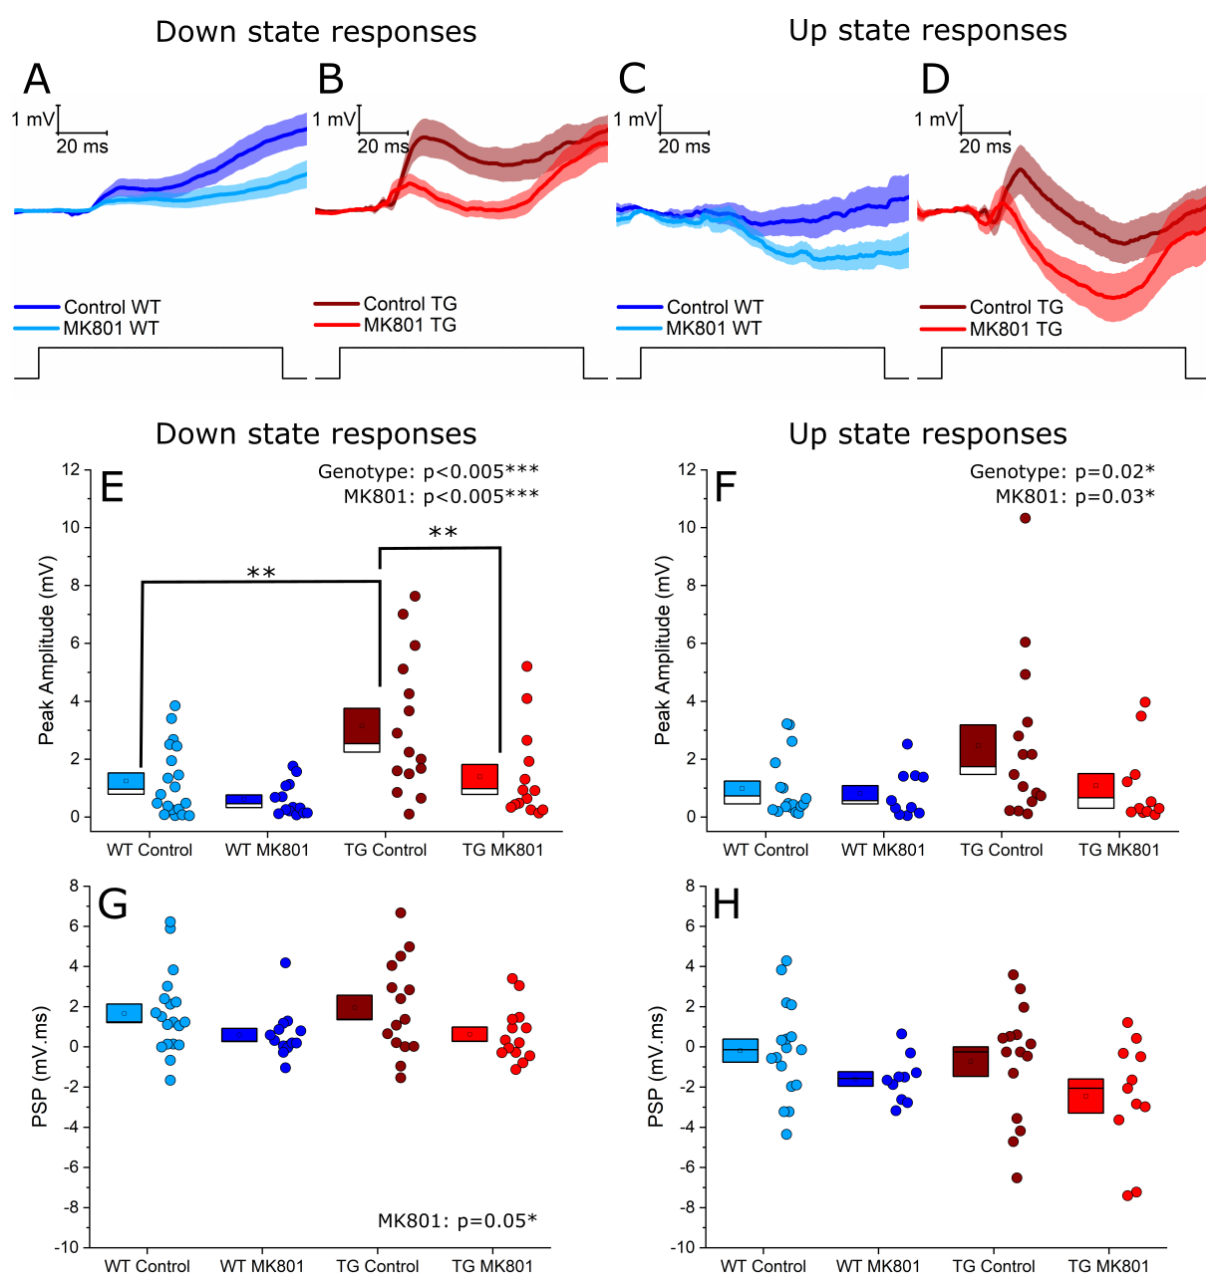 Down state responses
Up state responses
A
B
C
D
1 mV
20 ms
1 mV
20 ms
1 mV
20 ms
1 mV
20 ms
Control WT
MK801 WT
Control TG
MK801 TG
Control WT
MK801 WT
Control TG
MK801 TG
Down state responses
Up state responses
E
Genotype: p<0.005***
MK801: p<0.005***
**
**
Peak Amplitude (mV)
12
10
8
6
4
2
0
WT Control
WT MK801
TG Control
TG MK801
F
Genotype: p=0.02*
MK801: p=0.03*
Peak Amplitude (mV)
12
10
8
6
4
2
0
WT Control
WT MK801
TG Control
TG MK801
G
PSP (mV.ms)
8
6
4
2
0
-2
-4
-6
-8
-10
MK801: p=0.05*
WT Control
WT MK801
TG Control
TG MK801
H
PSP (mV.ms)
8
6
4
2
0
-2
-4
-6
-8
-10
WT Control
WT MK801
TG Control
TG MK801